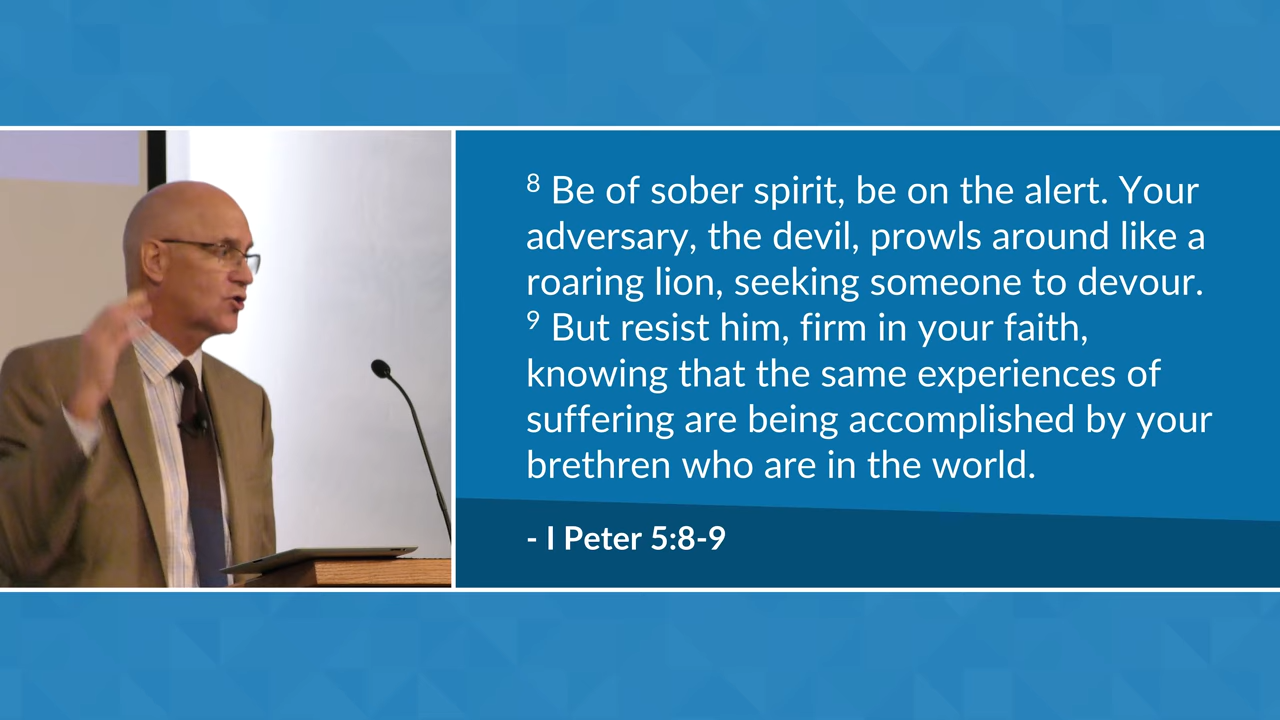 ⁸ Be of sober spirit, be on the alert. Your
adversary, the devil, prowls around like a
roaring lion, seeking someone to devour.
⁹ But resist him, firm in your faith,
knowing that the same experiences of
suffering are being accomplished by your
brethren who are in the world.
- I Peter 5:8-9